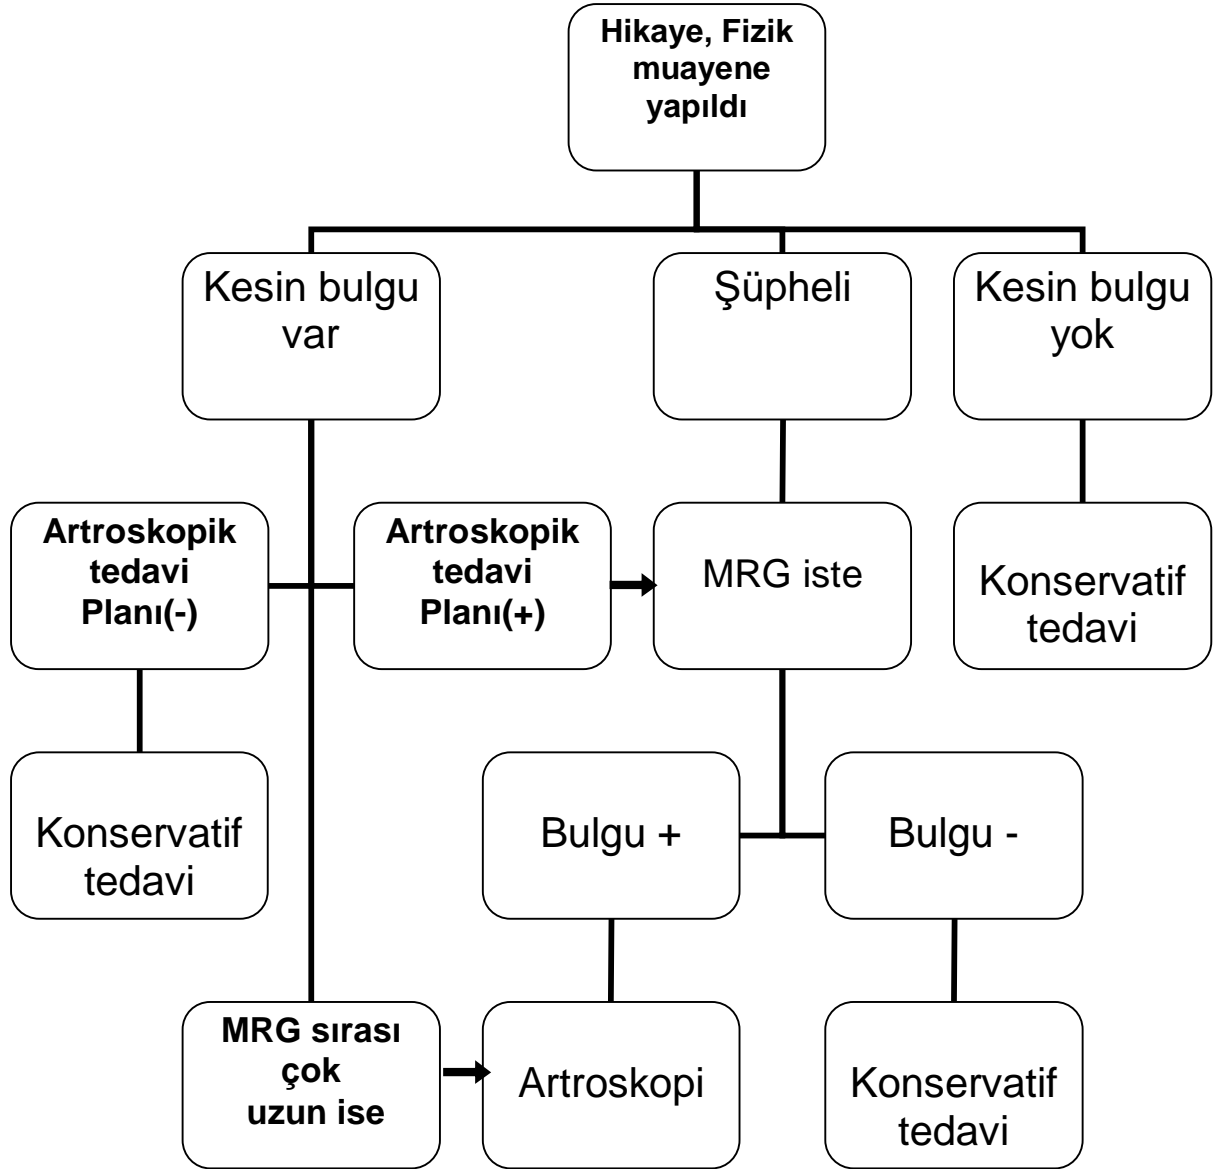 Hikaye, Fizik
muayene
yapıldı
Kesin bulgu
var
Şüpheli
Kesin bulgu
yok
Artroskopik
tedavi
Planı(-)
Artroskopik
tedavi
Planı(+)
MRG iste
Konservatif
tedavi
Konservatif
tedavi
Bulgu +
Bulgu -
MRG sırası
çok
uzun ise
Artroskopi
Konservatif
tedavi